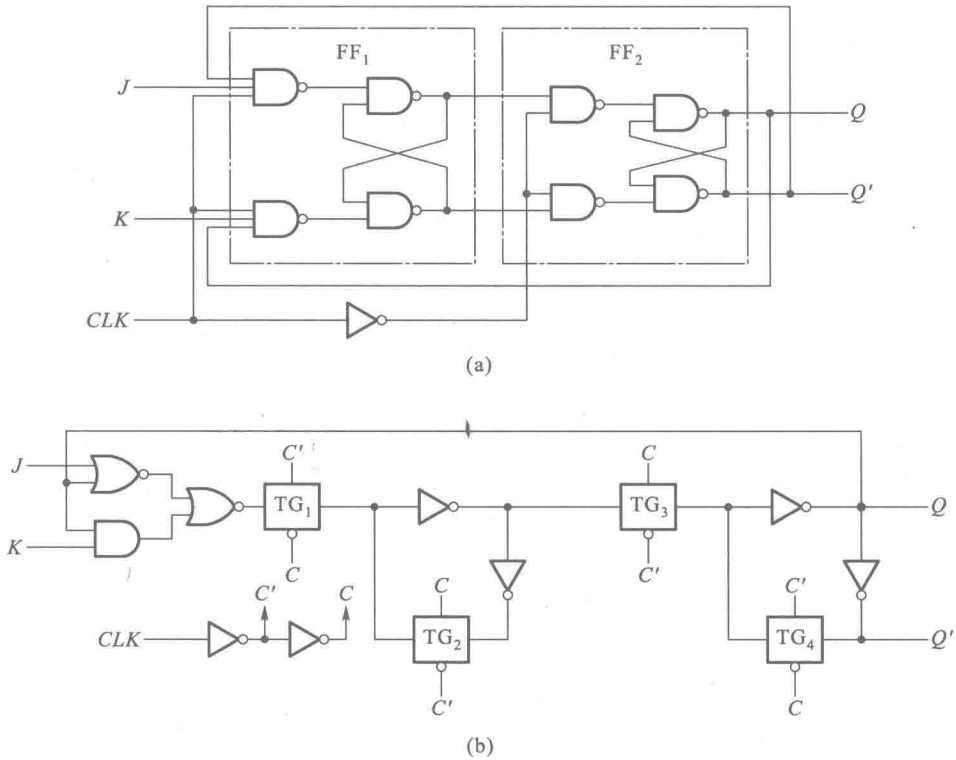 FF₁ FF₂
J
Q
Q'
K
CLK
(a)
C' C
J
TG₁ TG₃ Q
K
C C'
C' C C C'
CLK TG₂ TG₄ Q'
C' C
(b)